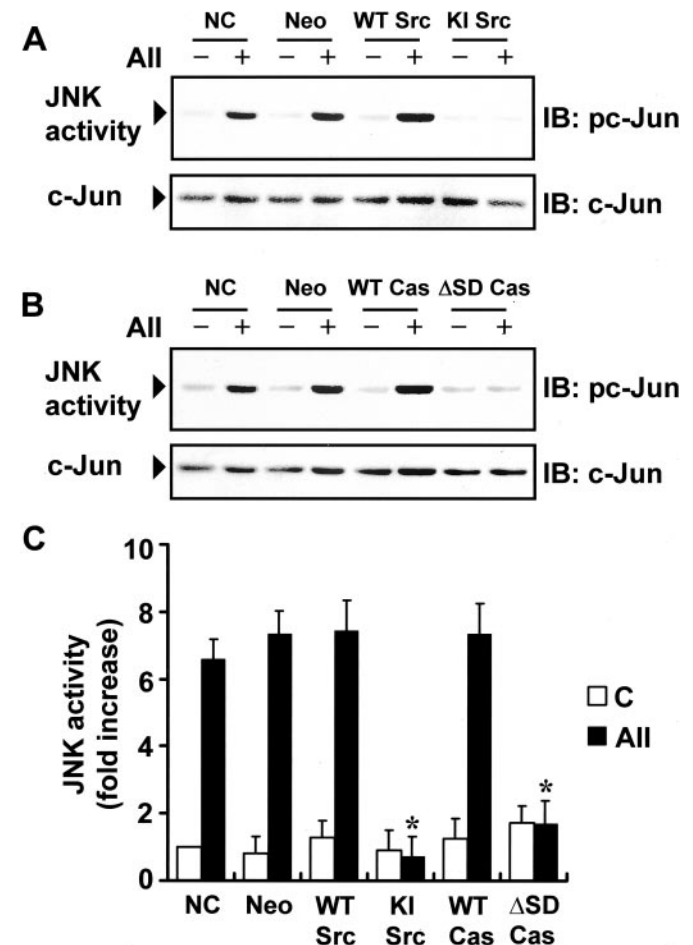 A
NC Neo WT Src KI Src
AII − + − + − + − +
JNK
activity
IB: pc-Jun
c-Jun
IB: c-Jun
B
NC Neo WT Cas ΔSD Cas
AII − + − + − + − +
JNK
activity
IB: pc-Jun
c-Jun
IB: c-Jun
C
JNK activity
(fold increase)
10
8
6
4
2
0
* *
C
AII
NC Neo WT KI WT ΔSD
Src Src Cas Cas